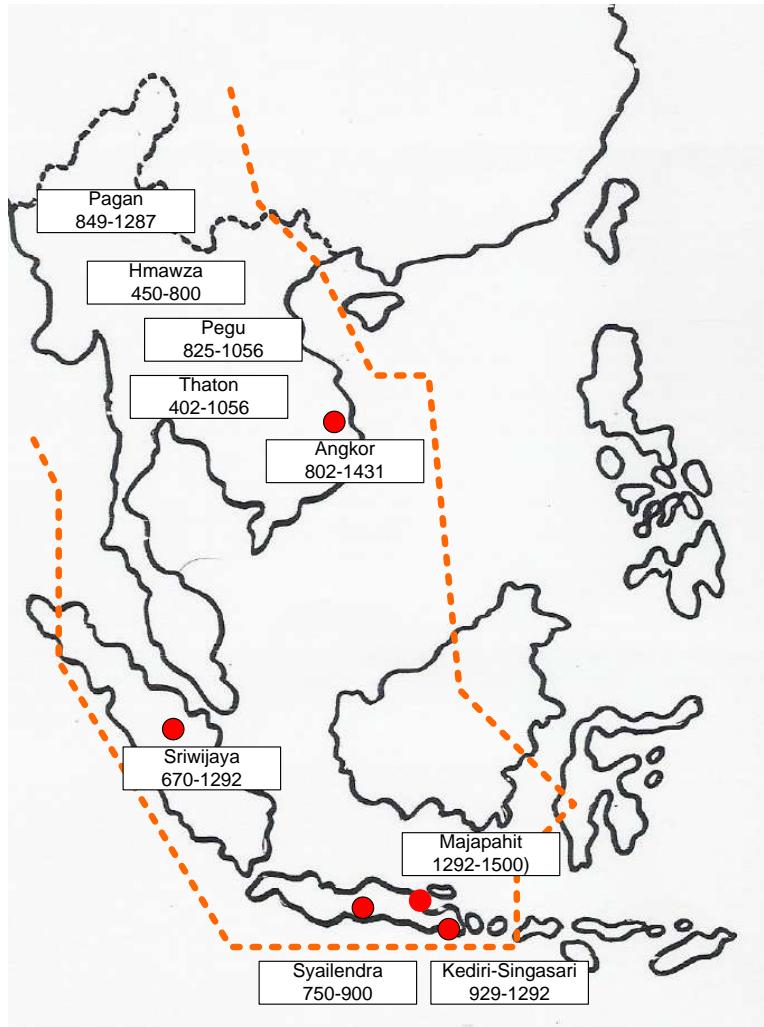 Pagan
849-1287
Hmawza
450-800
Pegu
825-1056
Thaton
402-1056
Angkor
802-1431
Sriwijaya
670-1292
Majapahit
1292-1500)
Syailendra
750-900
Kediri-Singasari
929-1292